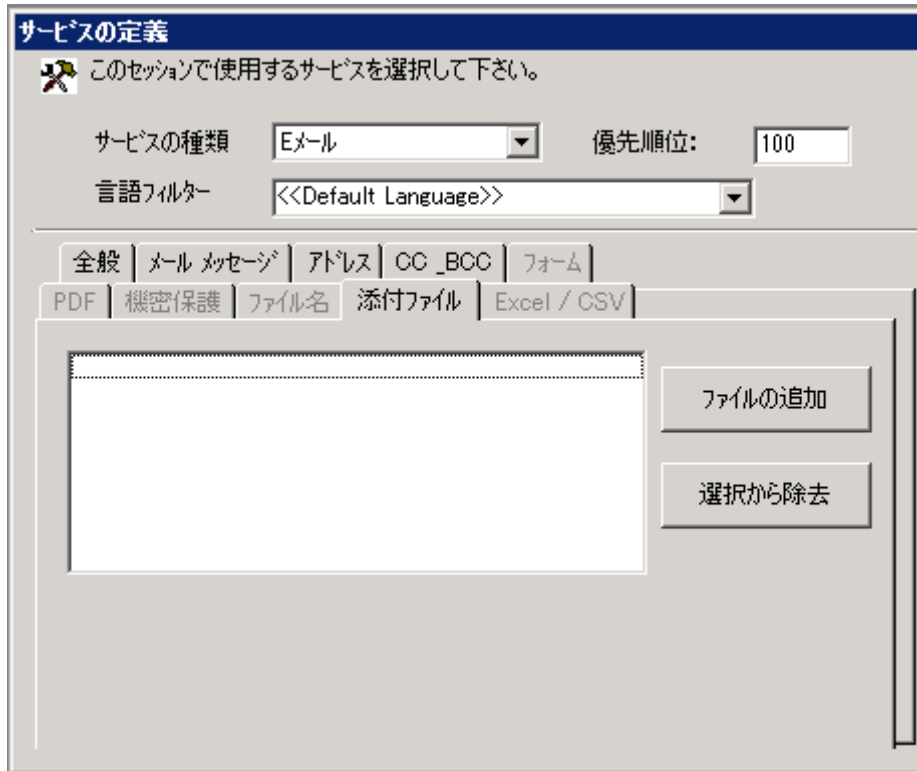 サービスの定義
このセッションで使用するサービスを選択して下さい。
サービスの種類 Eメール 優先順位: 100
言語フィルター <<Default Language>>
全般 メール メッセージ アドレス CC _BCC フォーム
PDF 機密保護 ファイル名 添付ファイル Excel / CSV
ファイルの追加
選択から除去